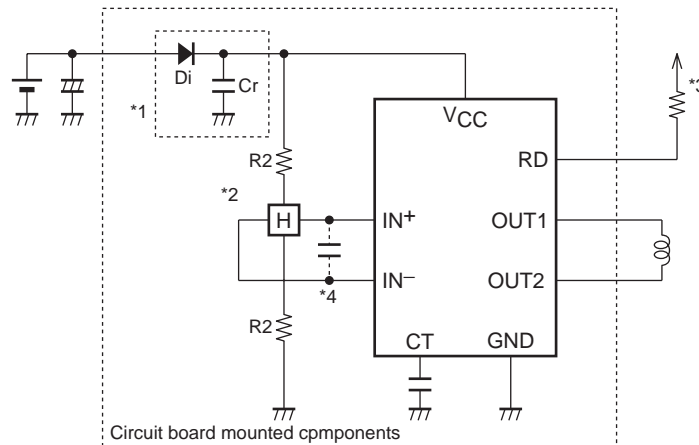 Di
Cr
*1
*3
VCC
R2
RD
*2
H
IN+
OUT1
IN−
OUT2
*4
R2
CT
GND
Circuit board mounted cpmponents